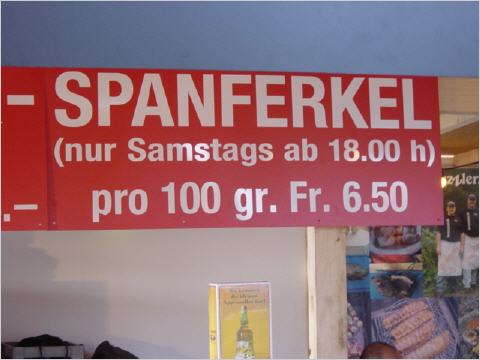 SPANFERKEL
(nur Samstags ab 18.00 h)
pro 100 gr. Fr. 6.50